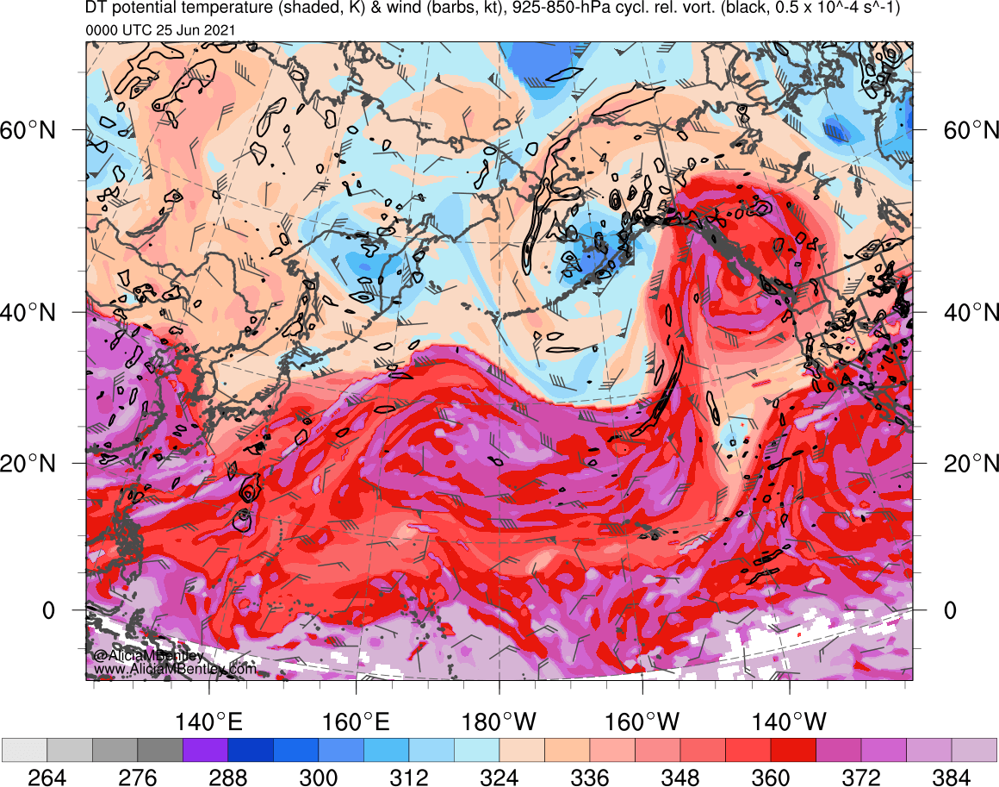 DT potential temperature (shaded, K) & wind (barbs, kt), 925-850-hPa cycl. rel. vort. (black, 0.5 x 10^-4 s^-1)
0000 UTC 25 Jun 2021
60°N 60°N
40°N 40°N
20°N 20°N
0 0
@AliciaMBentley
www.AliciaMBentley.com
140°E 160°E 180°W 160°W 140°W
264 276 288 300 312 324 336 348 360 372 384